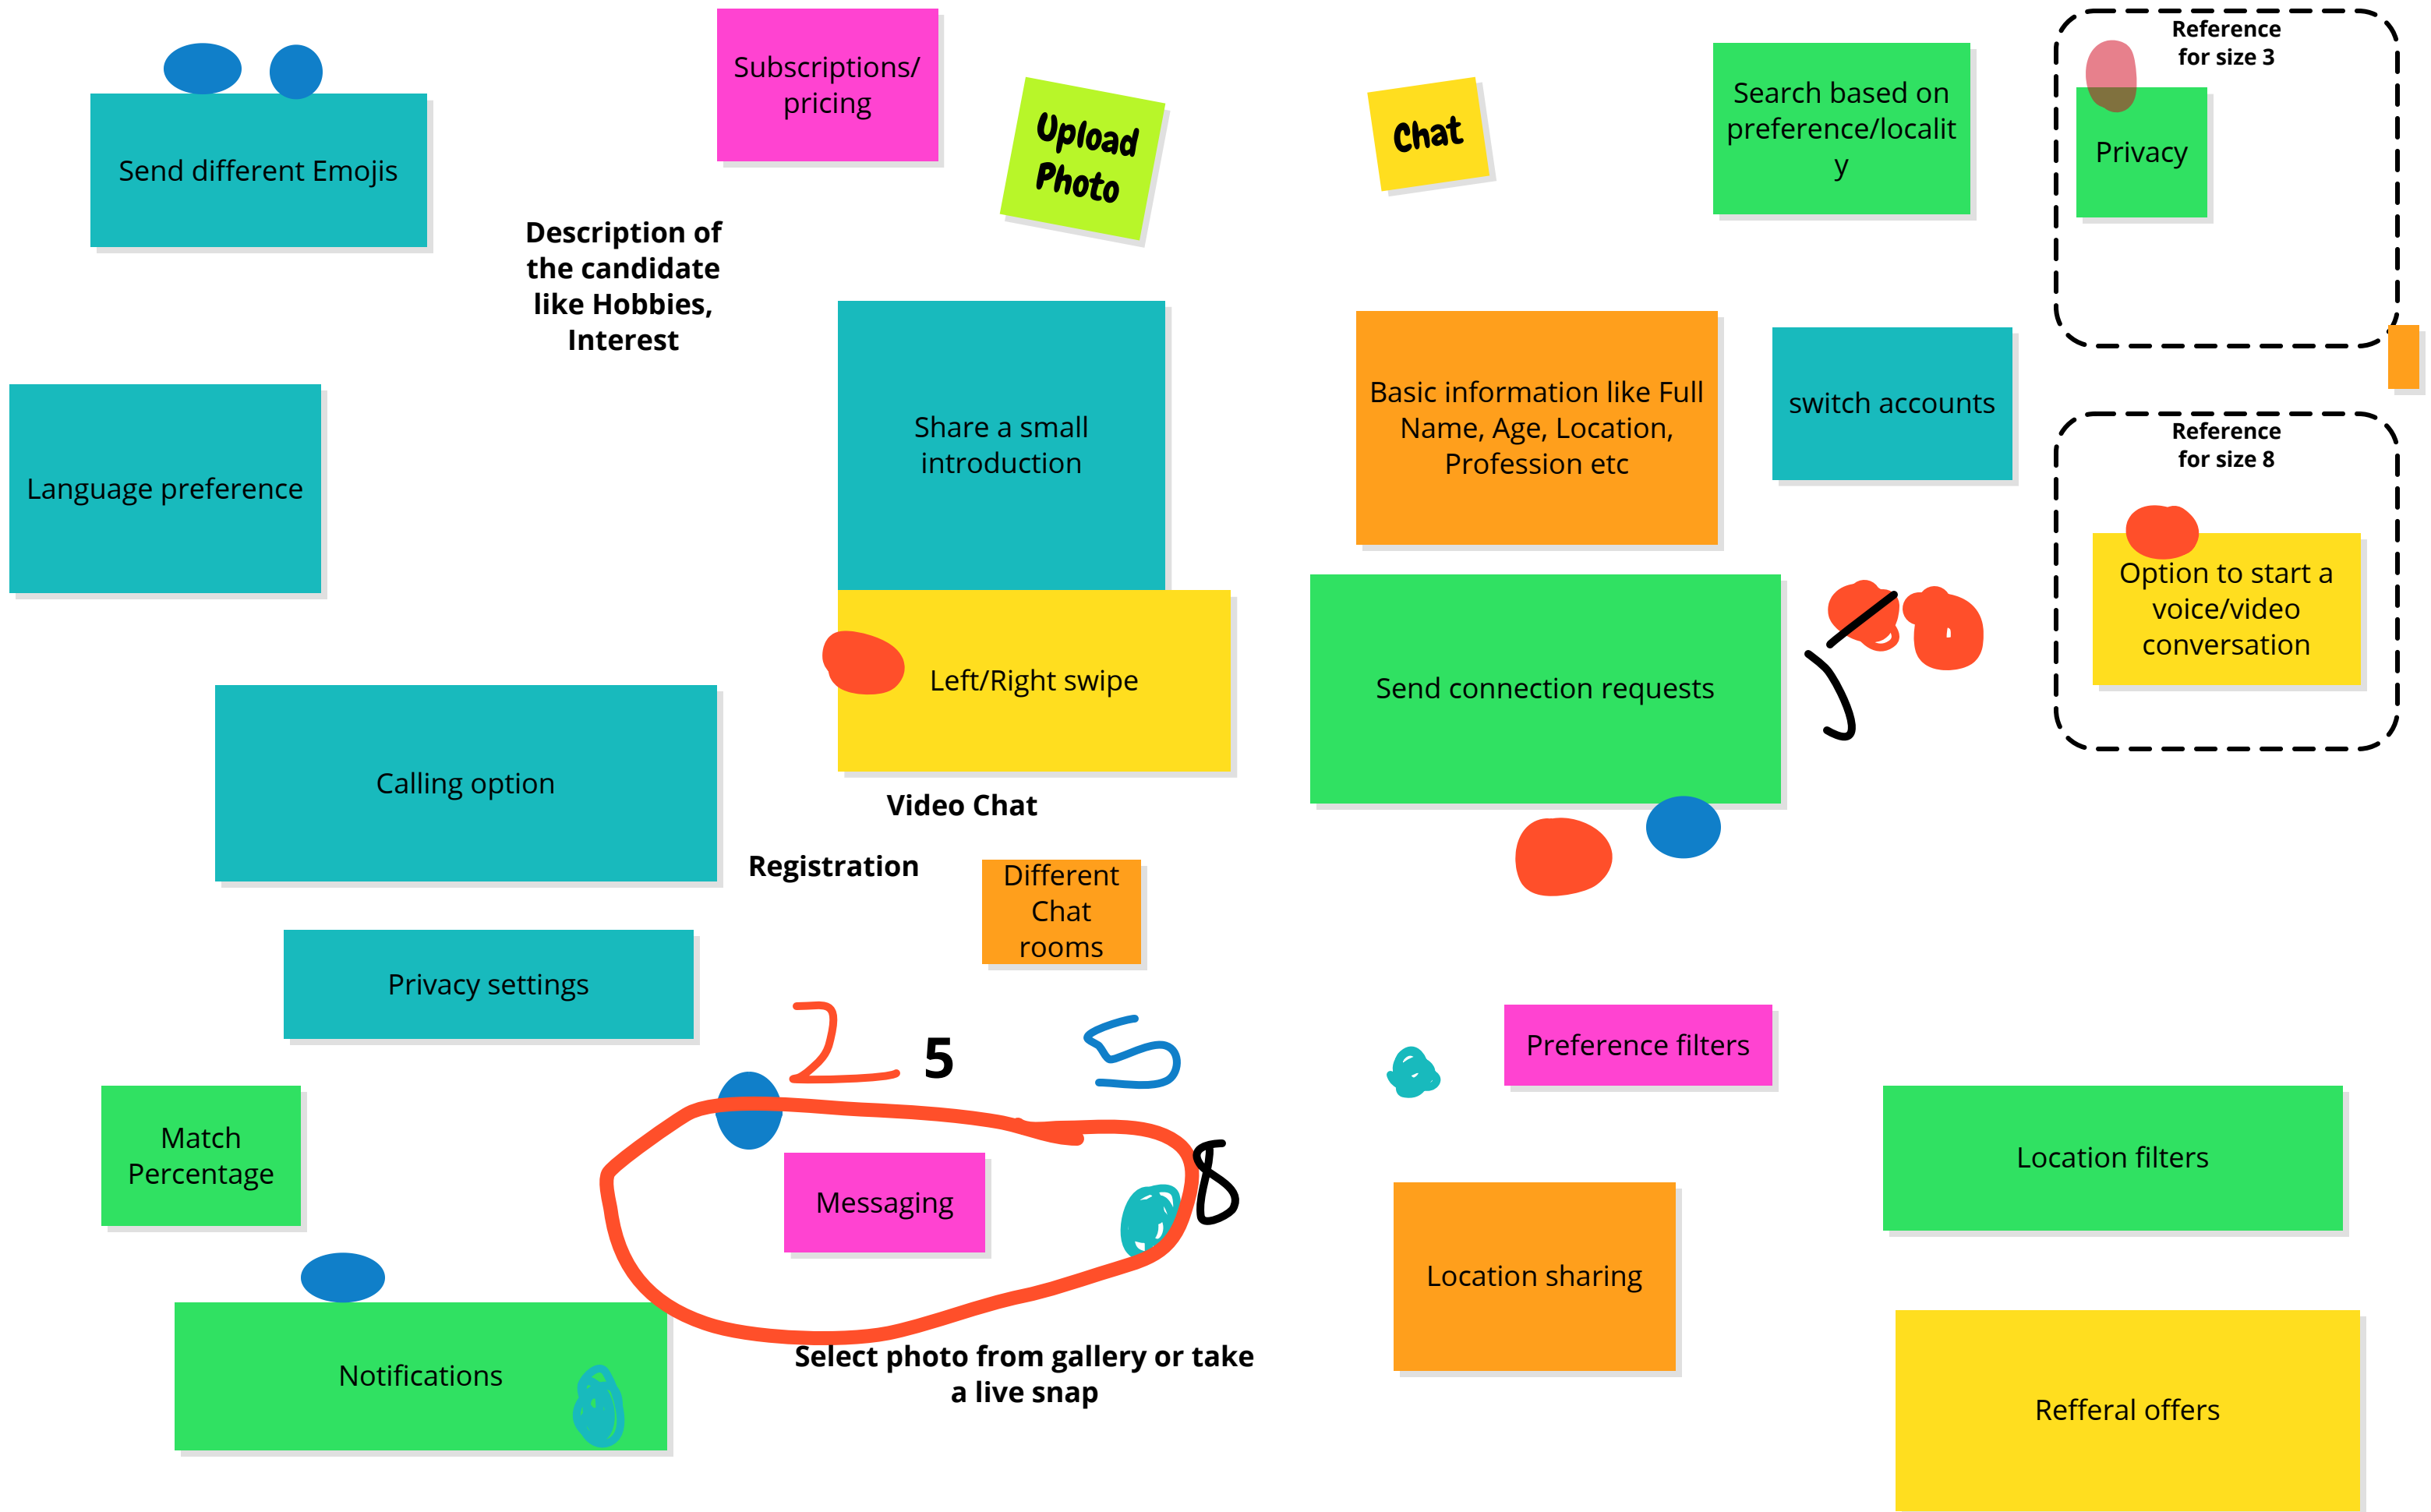 Subscriptions/
pricing
Reference
for size 3
Send different Emojis
Upload
Photo
Chat
Search based on
preference/localit
y
Privacy
Description of
the candidate
like Hobbies,
Interest
Language preference
Share a small
introduction
Basic information like Full
Name, Age, Location,
Profession etc
switch accounts
Reference
for size 8
Option to start a
voice/video
conversation
Left/Right swipe
Send connection requests
Calling option
Video Chat
Registration
Different
Chat
rooms
Privacy settings
2
5
5
Preference filters
Match
Percentage
Messaging
8
Location filters
Location sharing
Notifications
Select photo from gallery or take
a live snap
Refferal offers